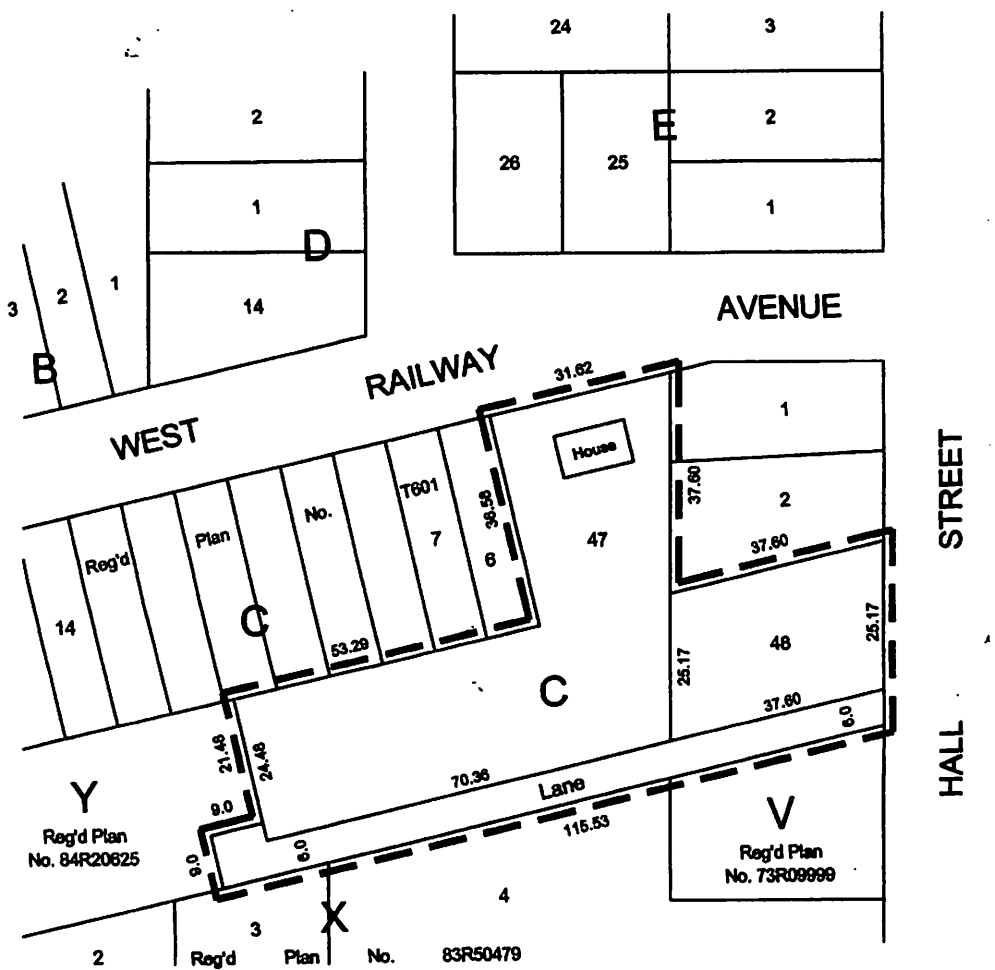 24
3
2
E
2
26
25
1
1
D
1
14
3
2
B
AVENUE
RAILWAY
WEST
31.62
1
House
T601
No.
Plan
Reg'd
7
6
38.56
47
37.60
2
37.60
STREET
14
C
53.29
48
25.17
25.17
C
37.60
6.0
21.48
24.48
70.36
Lane
HALL
Y
Reg'd Plan
No. 84R20625
9.0
9.0
6.0
115.53
V
Reg'd Plan
No. 73R09999
4
3
X
2
Reg'd Plan No. 83R50479